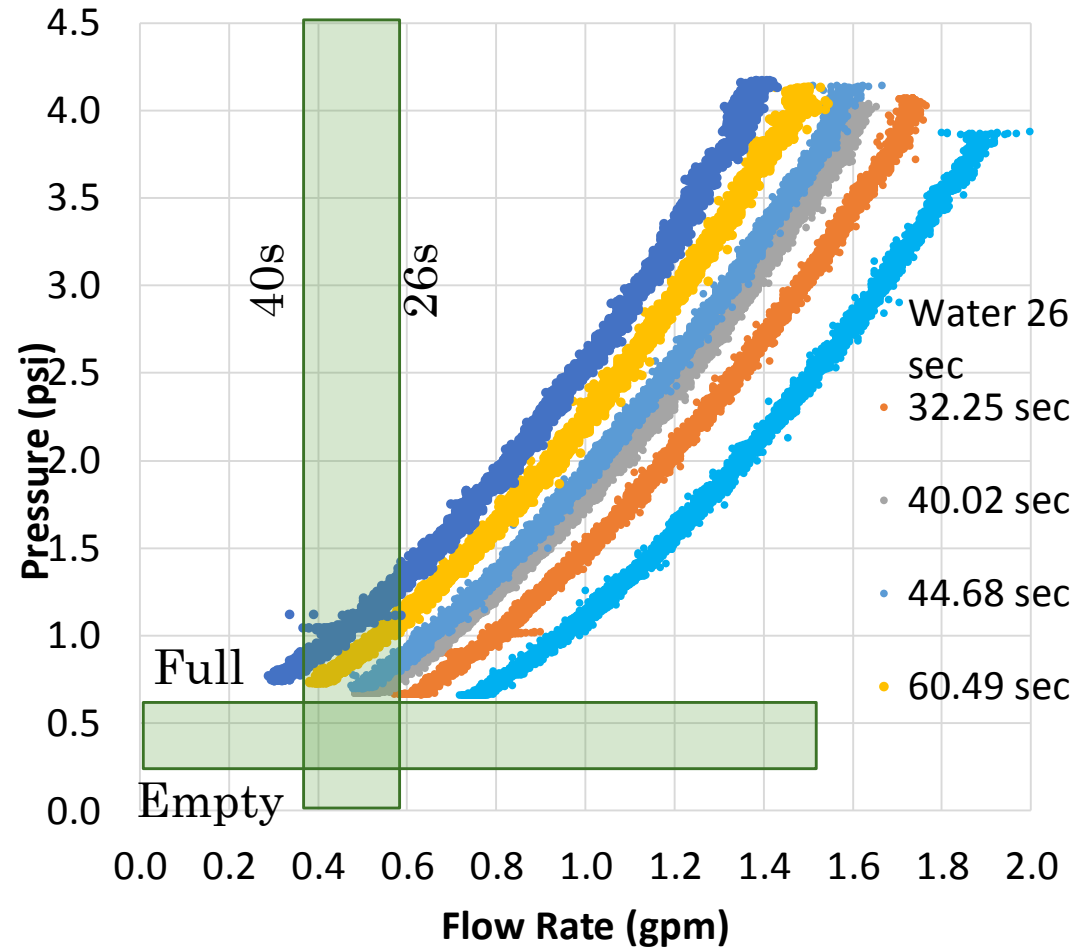 4.5
4.0
3.5
3.0
2.5
2.0
1.5
1.0
0.5
0.0
Pressure (psi)
40s
26s
Full
Empty
Water 26
sec
32.25 sec
40.02 sec
44.68 sec
60.49 sec
0.0 0.2 0.4 0.6 0.8 1.0 1.2 1.4 1.6 1.8 2.0
Flow Rate (gpm)